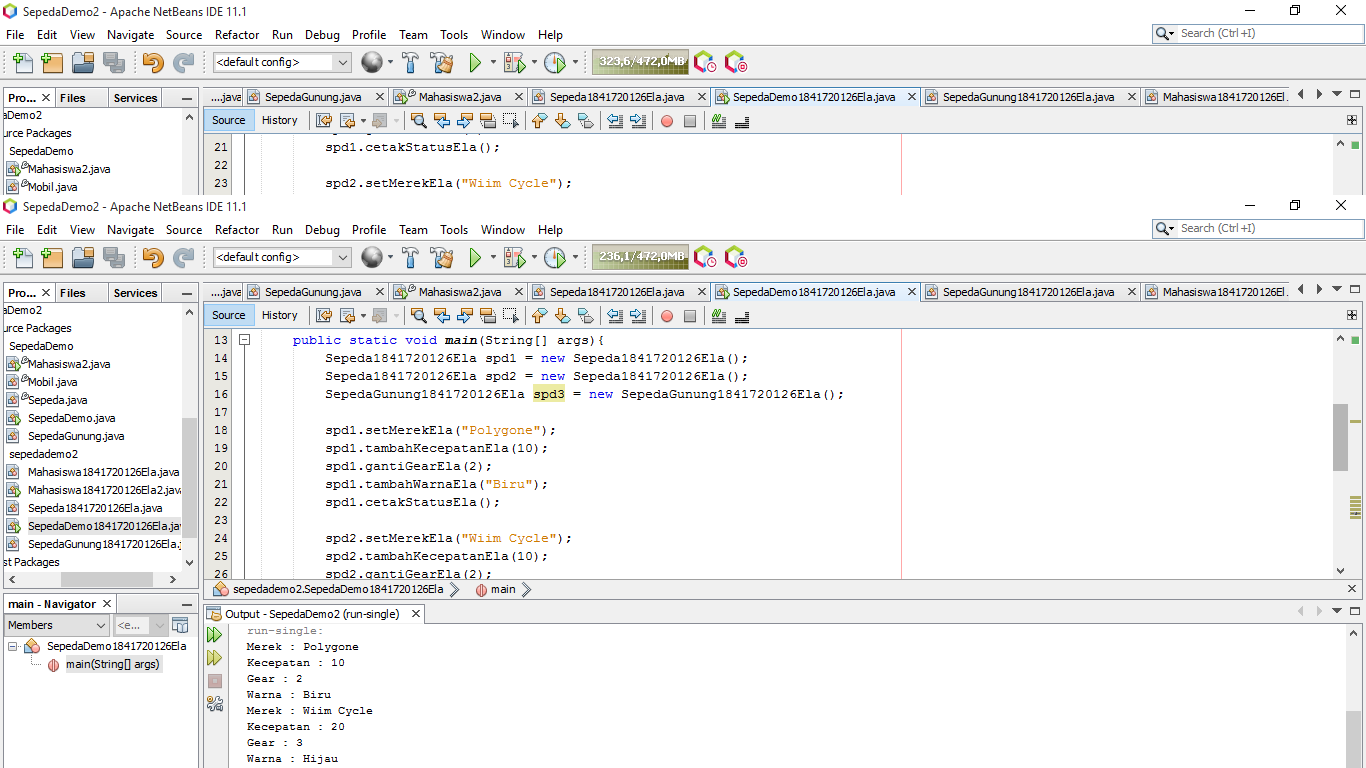 SepedaDemo2 - Apache NetBeans IDE 11.1
File Edit View Navigate Source Refactor Run Debug Profile Team Tools Window Help
Search (Ctrl +I)
<default config>
323,6/472,0MB
Pro... Files Services
....java SepedaGunung.java Mahasiswa2.java Sepeda1841720126Ela.java SepedaDemo1841720126Ela.java SepedaGunung1841720126Ela.java Mahasiswa1841720126El.
Source History
aDemo2
urce Packages
SepedaDemo
Mahasiswa2.java
Mobil.java
21 spd1.cetakStatusEla();
22
23 spd2.setMerekEla("Wiim Cycle");
SepedaDemo2 - Apache NetBeans IDE 11.1
File Edit View Navigate Source Refactor Run Debug Profile Team Tools Window Help
Search (Ctrl +I)
<default config>
236,1/472,0MB
Pro... Files Services
....java SepedaGunung.java Mahasiswa2.java Sepeda1841720126Ela.java SepedaDemo1841720126Ela.java SepedaGunung1841720126Ela.java Mahasiswa1841720126El.
Source History
aDemo2
urce Packages
SepedaDemo
Mahasiswa2.java
Mobil.java
Sepeda.java
SepedaDemo.java
SepedaGunung.java
sepedademo2
Mahasiswa1841720126Ela.java
Mahasiswa1841720126Ela2.java
Sepeda1841720126Ela.java
SepedaDemo1841720126Ela.jav
SepedaGunung1841720126Ela.j
st Packages
13 public static void main(String[] args){
14 Sepeda1841720126Ela spd1 = new Sepeda1841720126Ela();
15 Sepeda1841720126Ela spd2 = new Sepeda1841720126Ela();
16 SepedaGunung1841720126Ela spd3 = new SepedaGunung1841720126Ela();
17
18 spd1.setMerekEla("Polygone");
19 spd1.tambahKecepatanEla(10);
20 spd1.gantiGearEla(2);
21 spd1.tambahWarnaEla("Biru");
22 spd1.cetakStatusEla();
23
24 spd2.setMerekEla("Wiim Cycle");
25 spd2.tambahKecepatanEla(10);
26 spd2.gantiGearEla(2);
sepedademo2.SepedaDemo1841720126Ela main
main - Navigator
Members <e...
SepedaDemo1841720126Ela
main(String[] args)
Output - SepedaDemo2 (run-single)
run-single:
Merek : Polygone
Kecepatan : 10
Gear : 2
Warna : Biru
Merek : Wiim Cycle
Kecepatan : 20
Gear : 3
Warna : Hijau